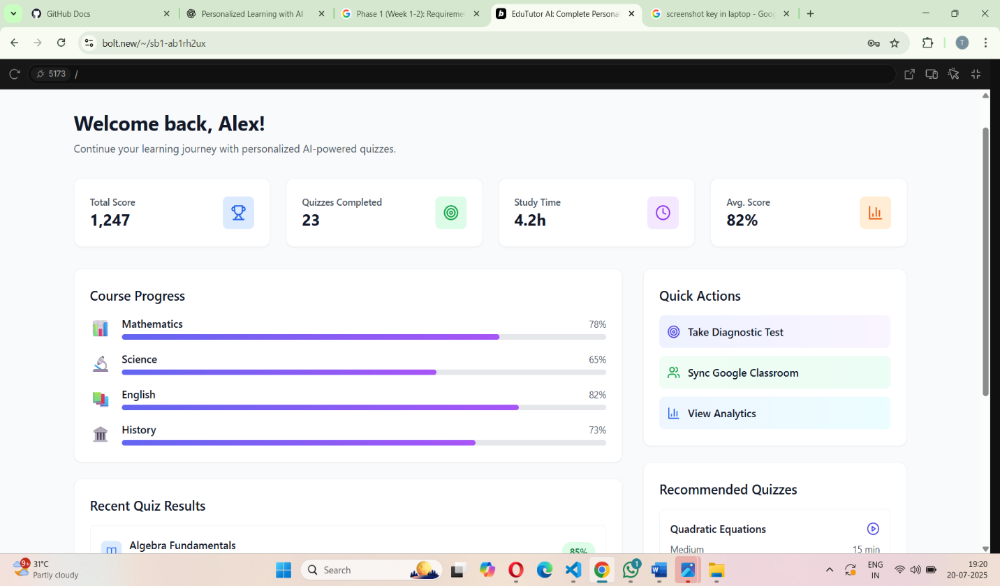 GitHub Docs
Personalized Learning with AI
Phase 1 (Week 1-2): Requiremen
EduTutor AI: Complete Personal
screenshot key in laptop - Goog
bolt.new/~/sb1-ab1rh2ux
T
5173 /
Welcome back, Alex!
Continue your learning journey with personalized AI-powered quizzes.
Total Score
1,247
Quizzes Completed
23
Study Time
4.2h
Avg. Score
82%
Course Progress
Mathematics 78%
Science 65%
English 82%
History 73%
Quick Actions
Take Diagnostic Test
Sync Google Classroom
View Analytics
Recent Quiz Results
Algebra Fundamentals
85%
Recommended Quizzes
Quadratic Equations
Medium 15 min
9+
31°C
Partly cloudy
Search
1
ENG
IN
19:20
20-07-2025